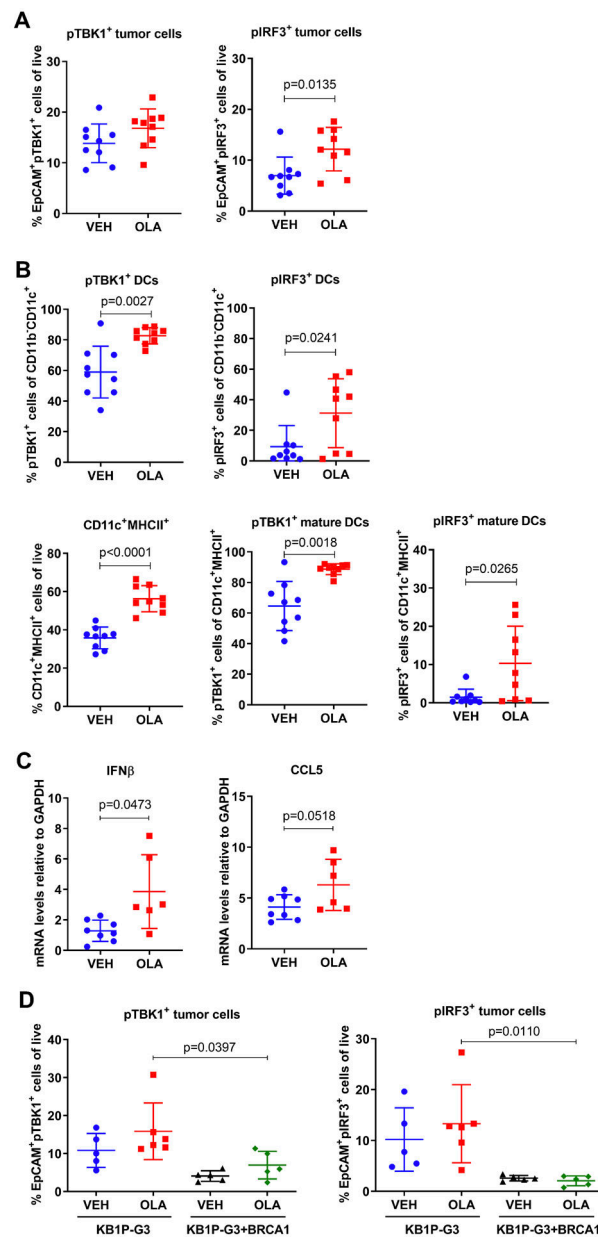 A
pTBK1+ tumor cells
% EpCAM+pTBK1+ cells of live
30
20
10
0
VEH OLA
pIRF3+ tumor cells
% EpCAM+pIRF3+ cells of live
30
20
10
0
p=0.0135
VEH OLA
B
pTBK1+ DCs
% pTBK1+ cells of CD11b-CD11c+
100
80
60
40
20
0
p=0.0027
VEH OLA
pIRF3+ DCs
% pIRF3+ cells of CD11b-CD11c+
100
80
60
40
20
0
p=0.0241
VEH OLA
CD11c+MHCII+
% CD11c+MHCII+ cells of live
80
60
40
20
0
p<0.0001
VEH OLA
pTBK1+ mature DCs
% pTBK1+ cells of CD11c+MHCII+
100
80
60
40
20
0
p=0.0018
VEH OLA
pIRF3+ mature DCs
% pIRF3+ cells of CD11c+MHCII+
40
30
20
10
0
p=0.0265
VEH OLA
C
IFNβ
mRNA levels relative to GAPDH
10
8
6
4
2
0
p=0.0473
VEH OLA
CCL5
mRNA levels relative to GAPDH
15
10
5
0
p=0.0518
VEH OLA
D
pTBK1+ tumor cells
% EpCAM+pTBK1+ cells of live
40
30
20
10
0
p=0.0397
VEH OLA VEH OLA
KB1P-G3 KB1P-G3+BRCA1
pIRF3+ tumor cells
% EpCAM+pIRF3+ cells of live
30
20
10
0
p=0.0110
VEH OLA VEH OLA
KB1P-G3 KB1P-G3+BRCA1